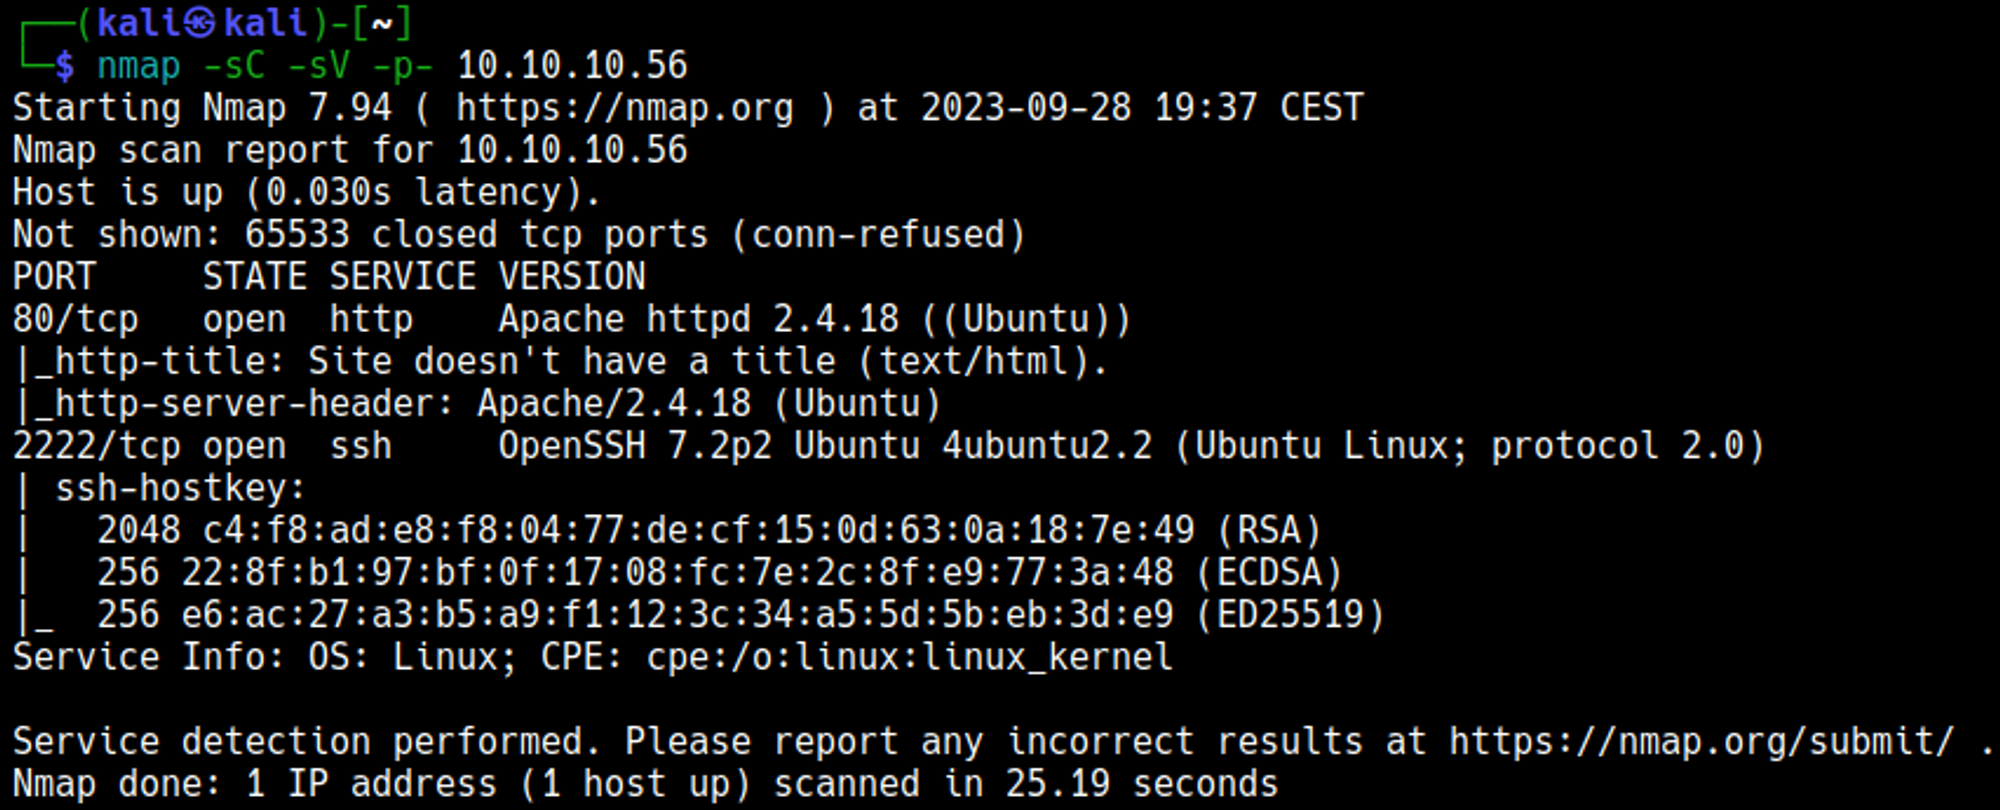 ┌──(kali㉿kali)-[~]
└─$ nmap -sC -sV -p- 10.10.10.56
Starting Nmap 7.94 ( https://nmap.org ) at 2023-09-28 19:37 CEST
Nmap scan report for 10.10.10.56
Host is up (0.030s latency).
Not shown: 65533 closed tcp ports (conn-refused)
PORT     STATE SERVICE VERSION
80/tcp   open  http    Apache httpd 2.4.18 ((Ubuntu))
|_http-title: Site doesn't have a title (text/html).
|_http-server-header: Apache/2.4.18 (Ubuntu)
2222/tcp open  ssh     OpenSSH 7.2p2 Ubuntu 4ubuntu2.2 (Ubuntu Linux; protocol 2.0)
| ssh-hostkey:
|   2048 c4:f8:ad:e8:f8:04:77:de:cf:15:0d:63:0a:18:7e:49 (RSA)
|   256 22:8f:b1:97:bf:0f:17:08:fc:7e:2c:8f:e9:77:3a:48 (ECDSA)
|_  256 e6:ac:27:a3:b5:a9:f1:12:3c:34:a5:5d:5b:eb:3d:e9 (ED25519)
Service Info: OS: Linux; CPE: cpe:/o:linux:linux_kernel

Service detection performed. Please report any incorrect results at https://nmap.org/submit/ .
Nmap done: 1 IP address (1 host up) scanned in 25.19 seconds